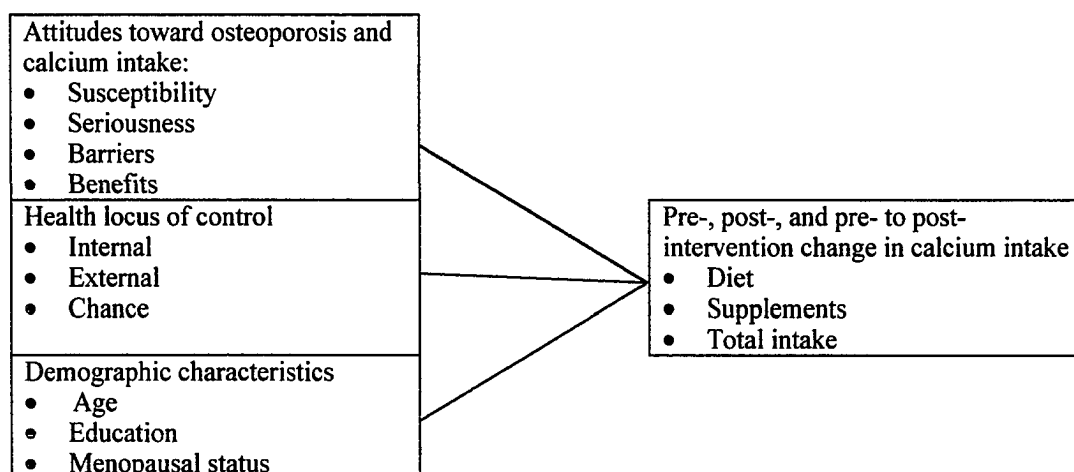 Attitudes toward osteoporosis and
calcium intake:
• Susceptibility
• Seriousness
• Barriers
• Benefits
Health locus of control
• Internal
• External
• Chance
Demographic characteristics
• Age
• Education
• Menopausal status
Pre-, post-, and pre- to post-
intervention change in calcium intake
• Diet
• Supplements
• Total intake